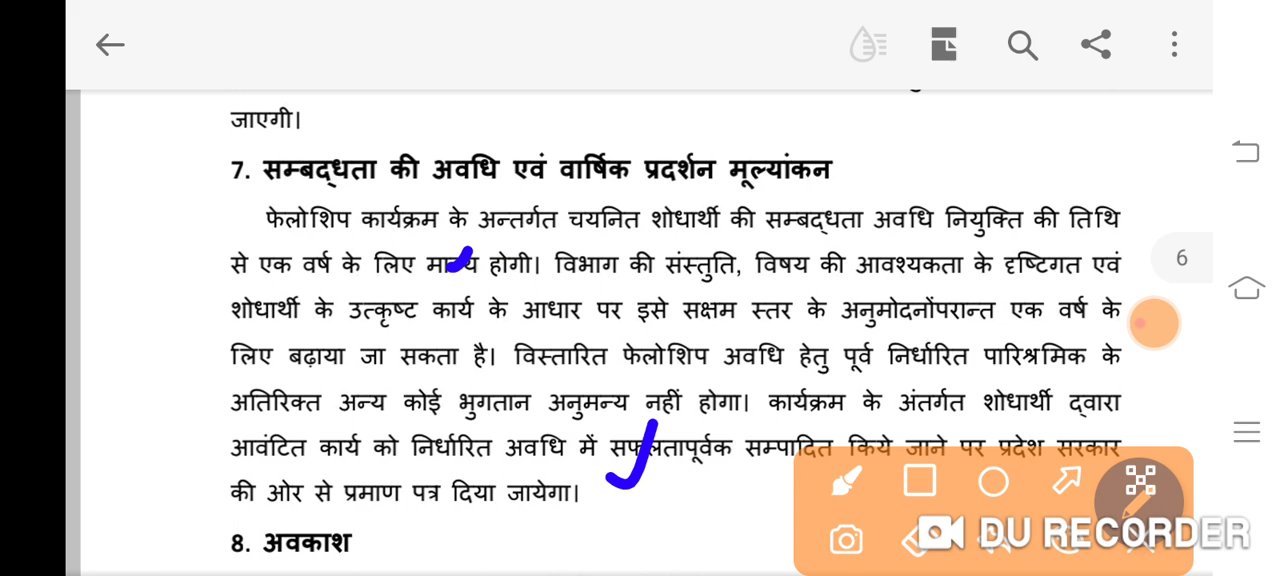 जाएगी।
7. सम्बद्धता की अवधि एवं वार्षिक प्रदर्शन मूल्यांकन
फेलोशिप कार्यक्रम के अन्तर्गत चयनित शोधार्थी की सम्बद्धता अवधि नियुक्ति की तिथि
से एक वर्ष के लिए मान्य होगी। विभाग की संस्तुति, विषय की आवश्यकता के दृष्टिगत एवं
6
शोधार्थी के उत्कृष्ट कार्य के आधार पर इसे सक्षम स्तर के अनुमोदनोंपरान्त एक वर्ष के
लिए बढ़ाया जा सकता है। विस्तारित फेलोशिप अवधि हेतु पूर्व निर्धारित पारिश्रमिक के
अतिरिक्त अन्य कोई भुगतान अनुमन्य नहीं होगा। कार्यक्रम के अंतर्गत शोधार्थी द्वारा
आवंटित कार्य को निर्धारित अवधि में सफलतापूर्वक सम्पादित किये जाने पर प्रदेश सरकार
की ओर से प्रमाण पत्र दिया जायेगा।
8. अवकाश
DU RECORDER